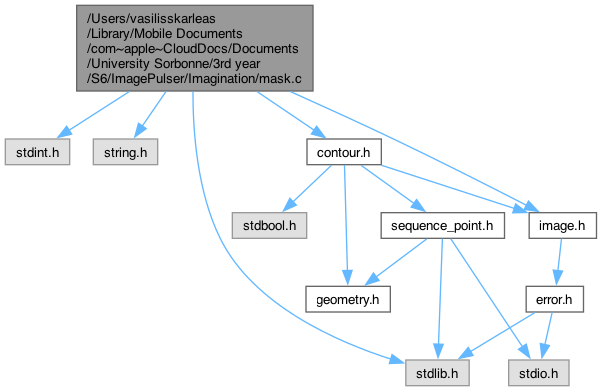 /Users/vasilisskarleas
/Library/Mobile Documents
/com~apple~CloudDocs/Documents
/University Sorbonne/3rd year
/S6/ImagePulser/Imagination/mask.c
stdint.h
string.h
contour.h
stdbool.h
sequence_point.h
image.h
geometry.h
error.h
stdlib.h
stdio.h